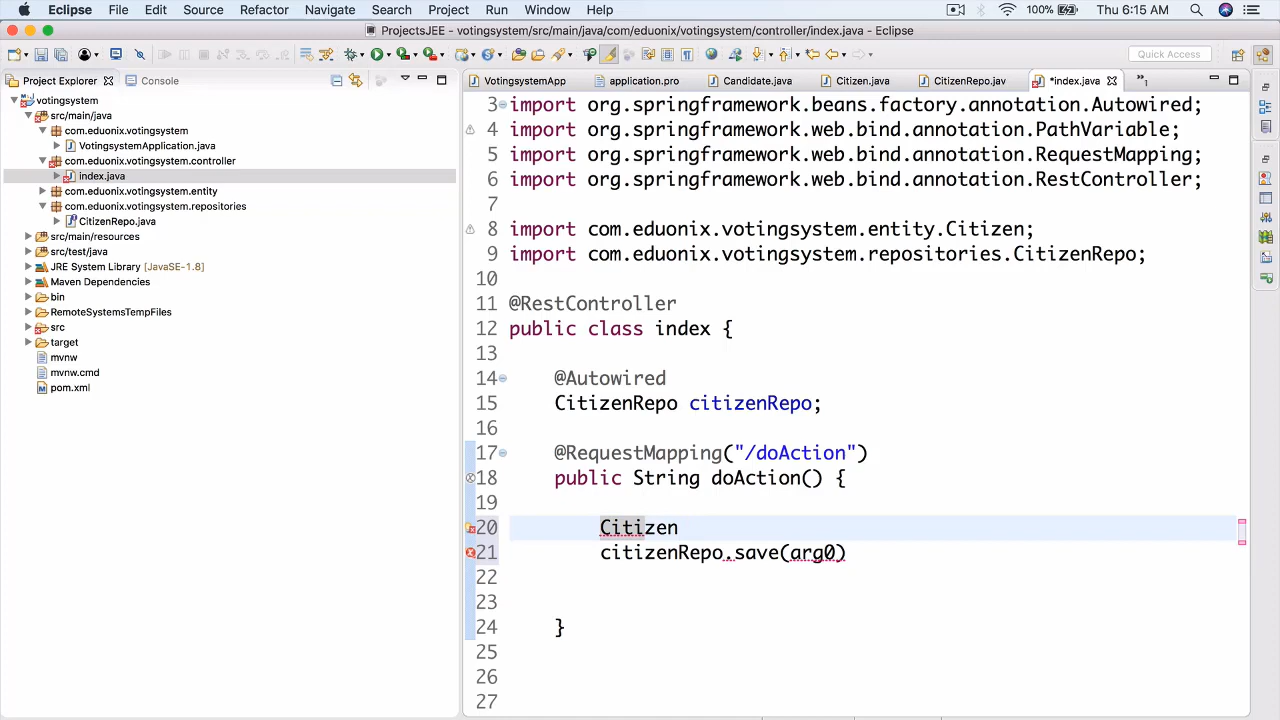 Eclipse File Edit Source Refactor Navigate Search Project Run Window Help 100% Thu 6:15 AM
ProjectsJEE - votingsystem/src/main/java/com/eduonix/votingsystem/controller/index.java - Eclipse
Quick Access
Project Explorer Console
votingsystem
src/main/java
com.eduonix.votingsystem
VotingsystemApplication.java
com.eduonix.votingsystem.controller
index.java
com.eduonix.votingsystem.entity
com.eduonix.votingsystem.repositories
CitizenRepo.java
src/main/resources
src/test/java
JRE System Library [JavaSE-1.8]
Maven Dependencies
bin
RemoteSystemsTempFiles
src
target
mvnw
mvnw.cmd
pom.xml
VotingsystemApp application.pro Candidate.java Citizen.java CitizenRepo.jav *index.java »1
3 import org.springframework.beans.factory.annotation.Autowired;
4 import org.springframework.web.bind.annotation.PathVariable;
5 import org.springframework.web.bind.annotation.RequestMapping;
6 import org.springframework.web.bind.annotation.RestController;
7
8 import com.eduonix.votingsystem.entity.Citizen;
9 import com.eduonix.votingsystem.repositories.CitizenRepo;
10
11 @RestController
12 public class index {
13
14 @Autowired
15 CitizenRepo citizenRepo;
16
17 @RequestMapping("/doAction")
18 public String doAction() {
19
20 Citizen
21 citizenRepo.save(arg0)
22
23
24 }
25
26
27